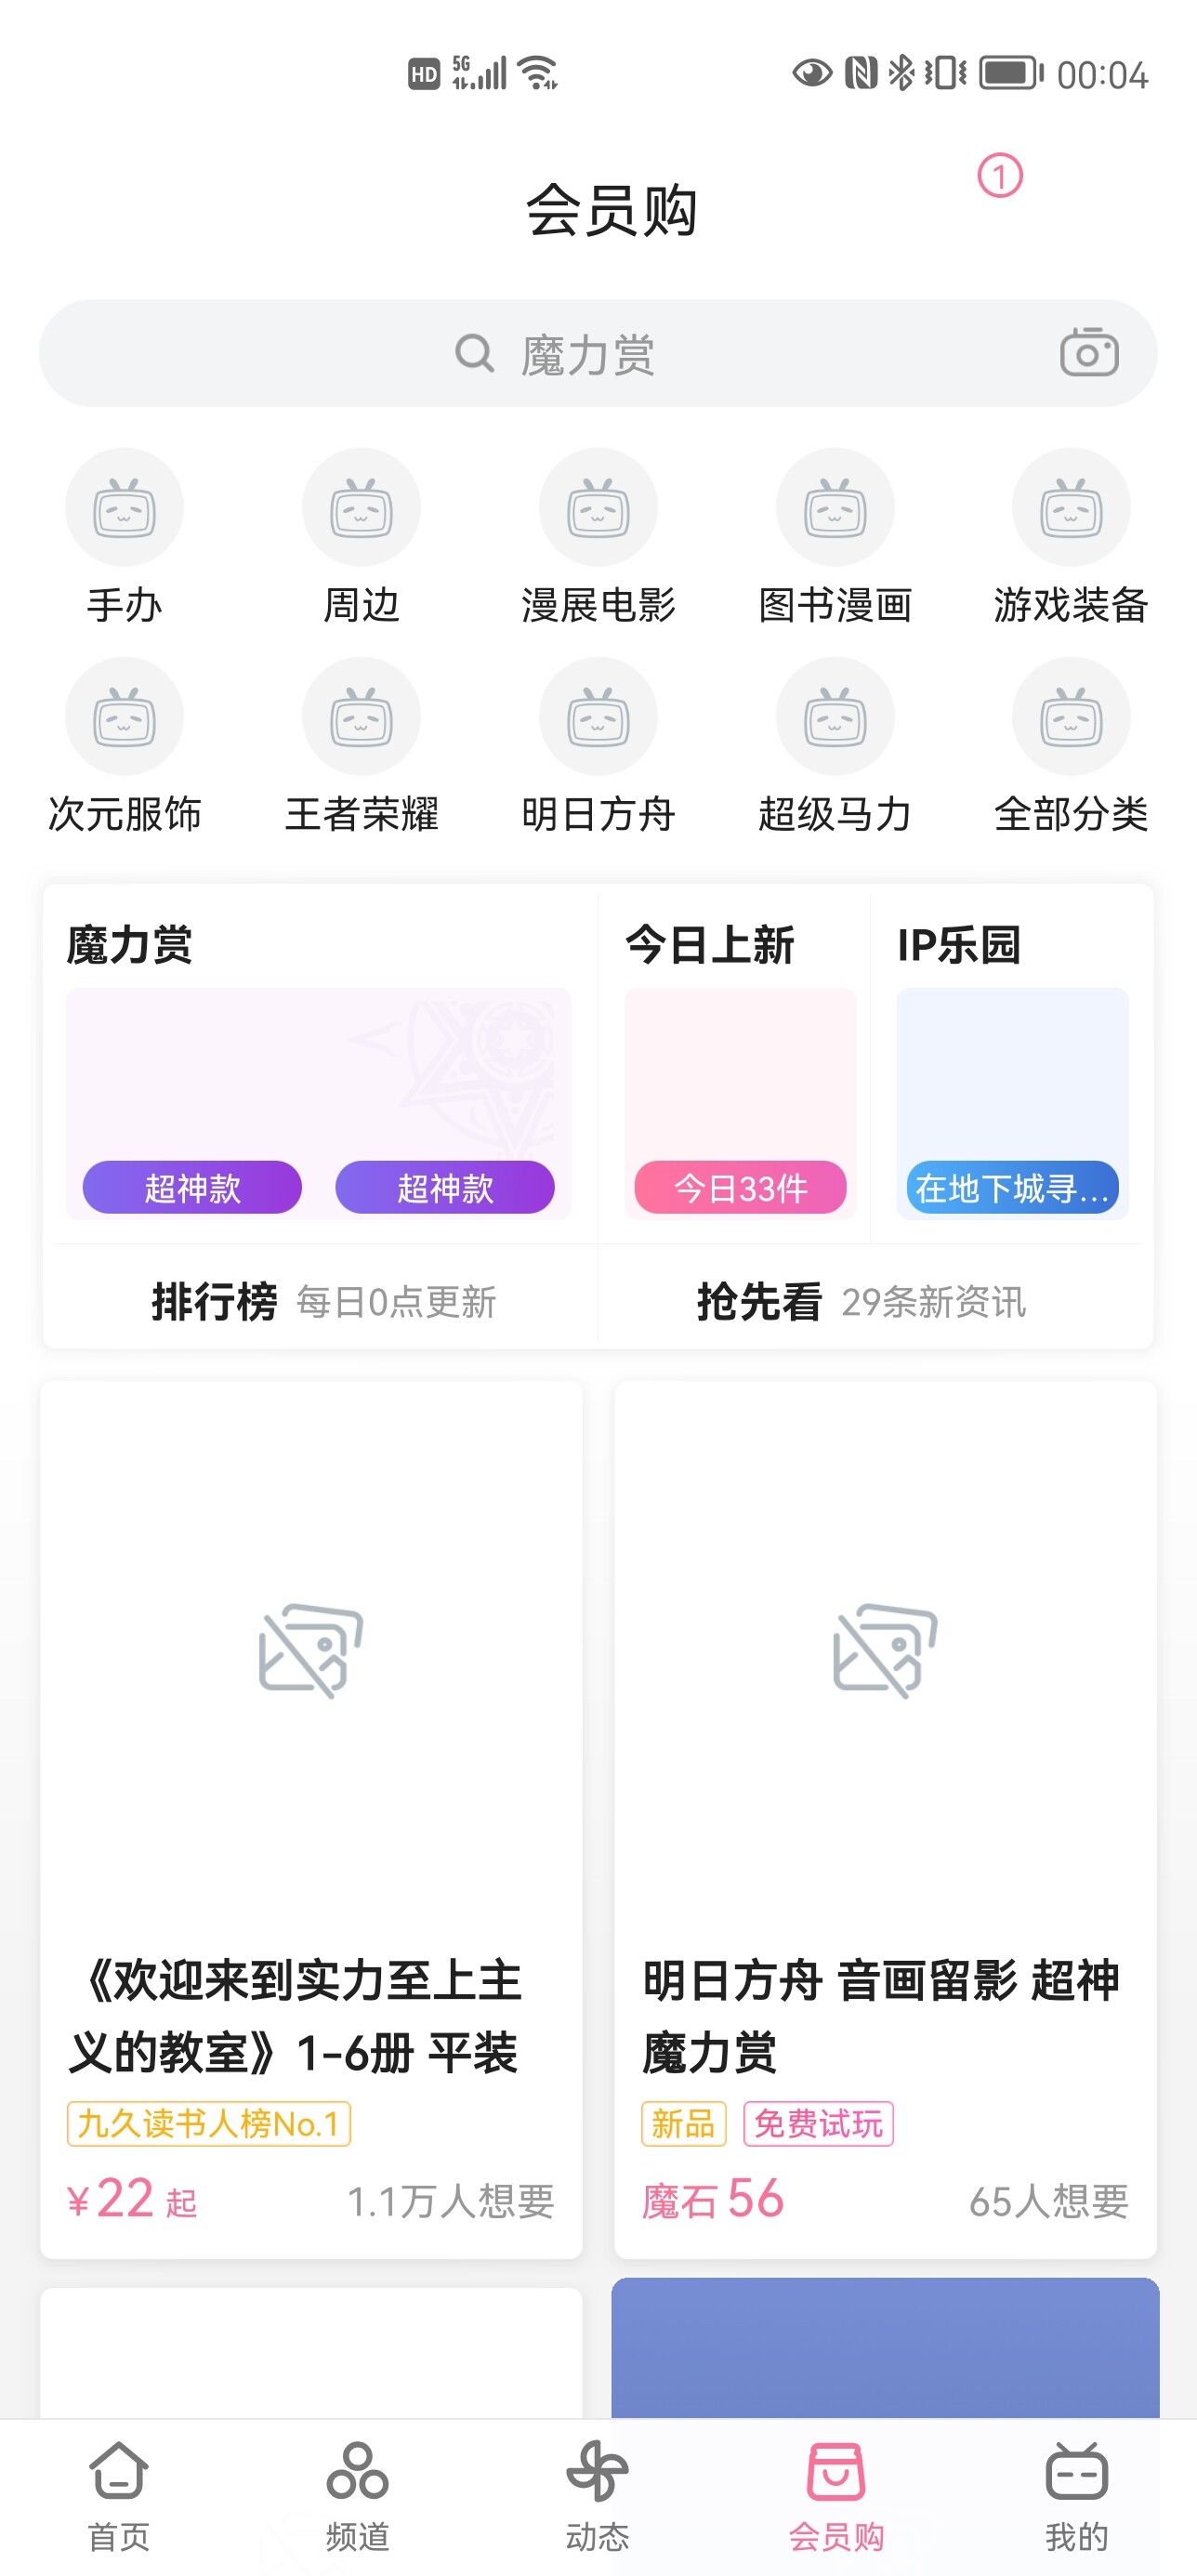 HD 5G 00:04
会员购
1
魔力赏
手办 周边 漫展电影 图书漫画 游戏装备
次元服饰 王者荣耀 明日方舟 超级马力 全部分类
魔力赏 今日上新 IP乐园
超神款 超神款 今日33件 在地下城寻...
排行榜 每日0点更新 抢先看 29条新资讯
《欢迎来到实力至上主
义的教室》1-6册 平装
九久读书人榜No.1
¥22 起 1.1万人想要
明日方舟 音画留影 超神
魔力赏
新品 免费试玩
魔石 56 65人想要
首页 频道 动态 会员购 我的